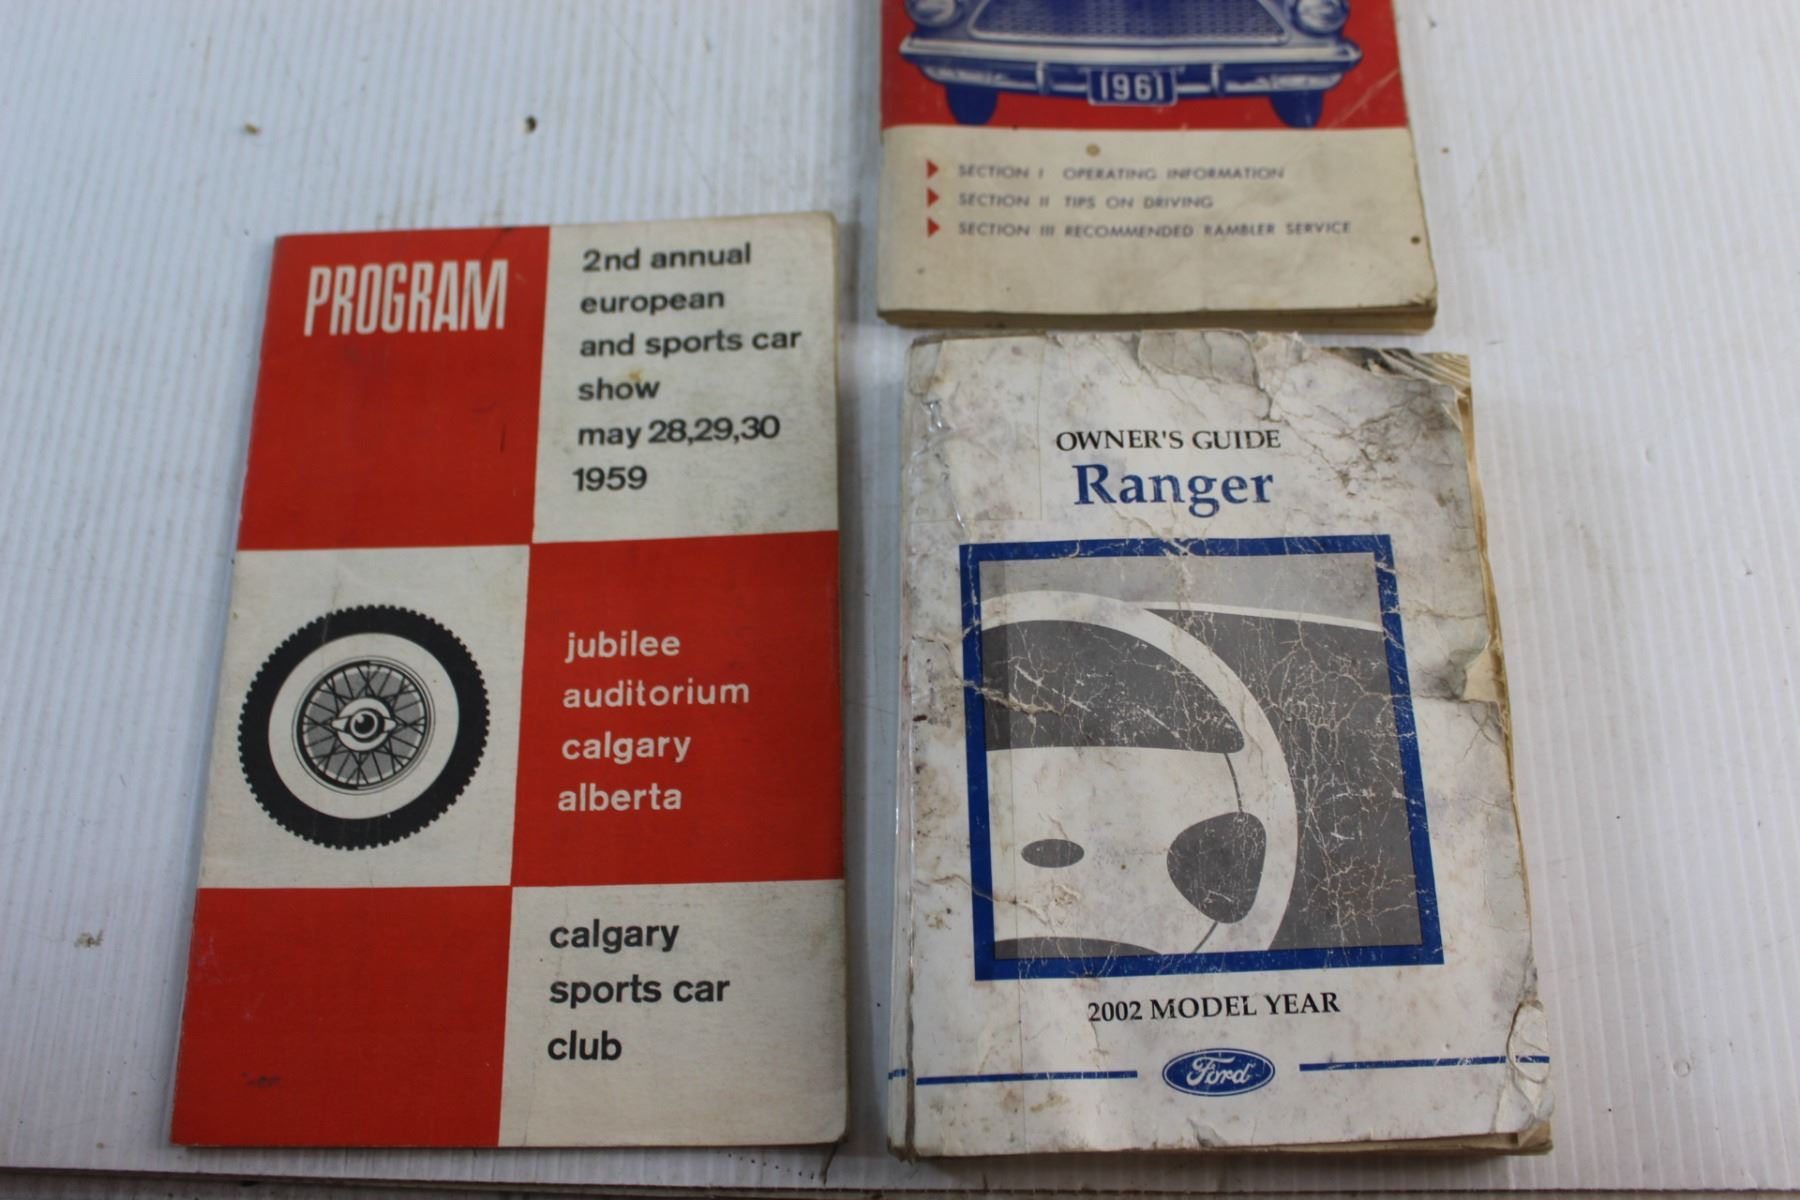 1961
SECTION I OPERATING INFORMATION
SECTION II TIPS ON DRIVING
SECTION III RECOMMENDED RAMBLER SERVICE
PROGRAM
2nd annual
european
and sports car
show
may 28,29,30
1959
jubilee
auditorium
calgary
alberta
calgary
sports car
club
OWNER'S GUIDE
Ranger
2002 MODEL YEAR
Ford